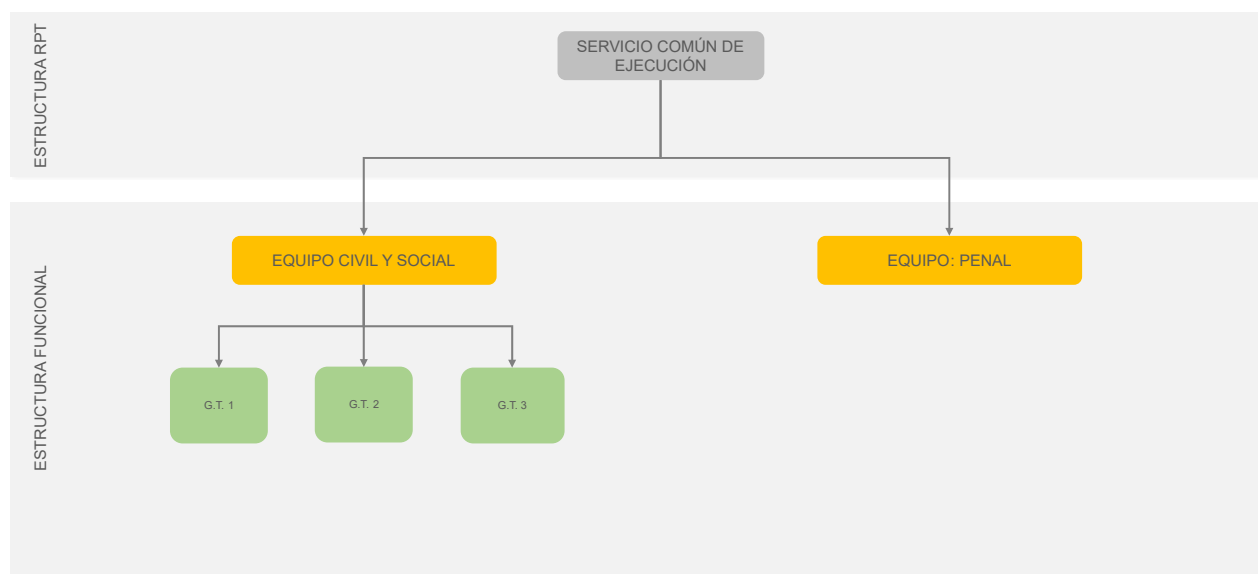 ESTRUCTURA RPT
SERVICIO COMÚN DE
EJECUCIÓN
ESTRUCTURA FUNCIONAL
EQUIPO CIVIL Y SOCIAL
EQUIPO: PENAL
G.T. 1
G.T. 2
G.T. 3